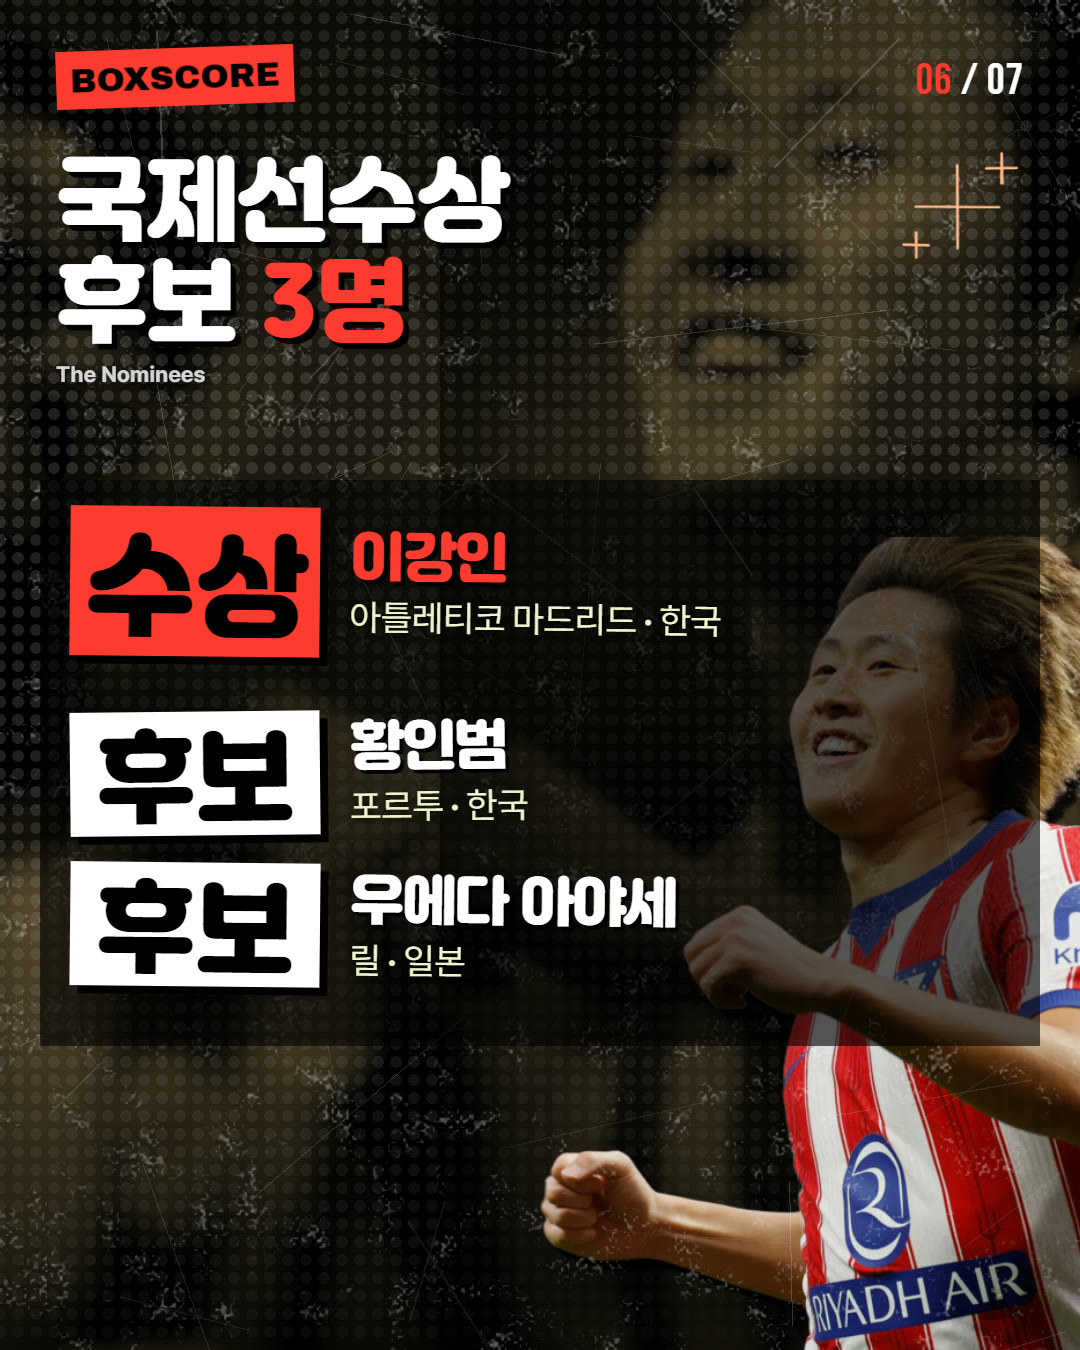 BOXSCORE
06 / 07
국제선수상
후보 3명
The Nominees
수상
이강인
아틀레티코 마드리드 · 한국
후보
황인범
포르투 · 한국
후보
우에다 아야세
릴 · 일본
RIYADH AIR